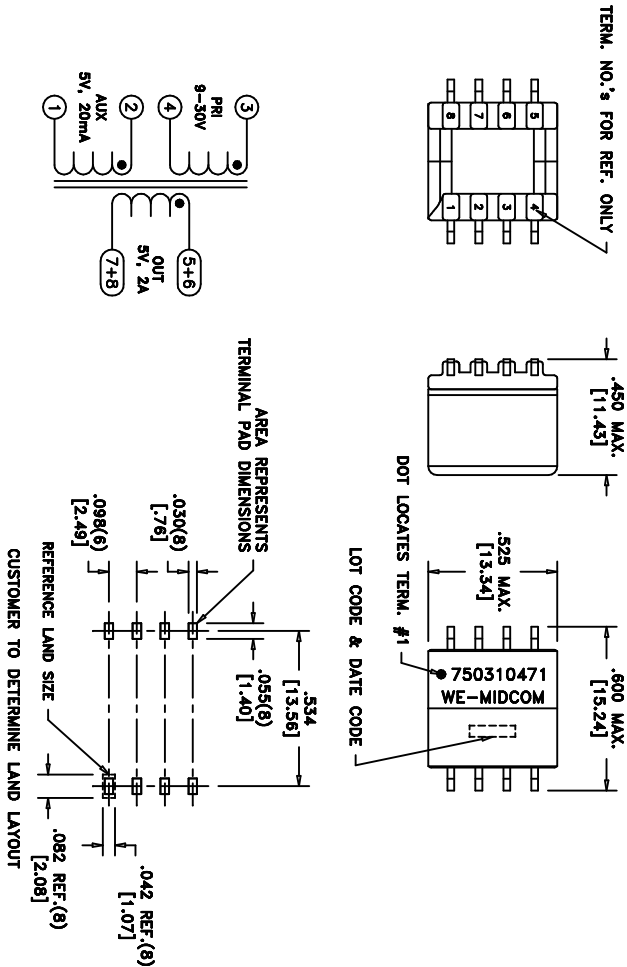 TERM. NO.'s FOR REF. ONLY
8
7
6
5
1
2
3
4
.450 MAX.
[11.43]
.525 MAX.
[13.34]
.600 MAX.
[15.24]
DOT LOCATES TERM. #1
750310471
WE-MIDCOM
LOT CODE & DATE CODE
3
PRI
9-30V
4
2
AUX
5V, 20mA
1
5+6
OUT
5V, 2A
7+8
AREA REPRESENTS
TERMINAL PAD DIMENSIONS
.030(8)
[.76]
.098(6)
[2.49]
.055(8)
[1.40]
.534
[13.56]
REFERENCE LAND SIZE
CUSTOMER TO DETERMINE LAND LAYOUT
.042 REF.(8)
[1.07]
.082 REF.(8)
[2.08]